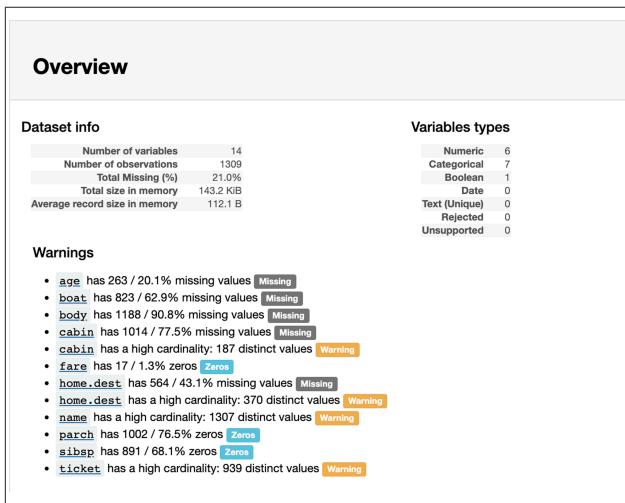 Overview
Dataset info
Number of variables 14
Number of observations 1309
Total Missing (%) 21.0%
Total size in memory 143.2 KiB
Average record size in memory 112.1 B
Variables types
Numeric 6
Categorical 7
Boolean 1
Date 0
Text (Unique) 0
Rejected 0
Unsupported 0
Warnings
• age has 263 / 20.1% missing values Missing
• boat has 823 / 62.9% missing values Missing
• body has 1188 / 90.8% missing values Missing
• cabin has 1014 / 77.5% missing values Missing
• cabin has a high cardinality: 187 distinct values Warning
• fare has 17 / 1.3% zeros Zeros
• home.dest has 564 / 43.1% missing values Missing
• home.dest has a high cardinality: 370 distinct values Warning
• name has a high cardinality: 1307 distinct values Warning
• parch has 1002 / 76.5% zeros Zeros
• sibsp has 891 / 68.1% zeros Zeros
• ticket has a high cardinality: 939 distinct values Warning